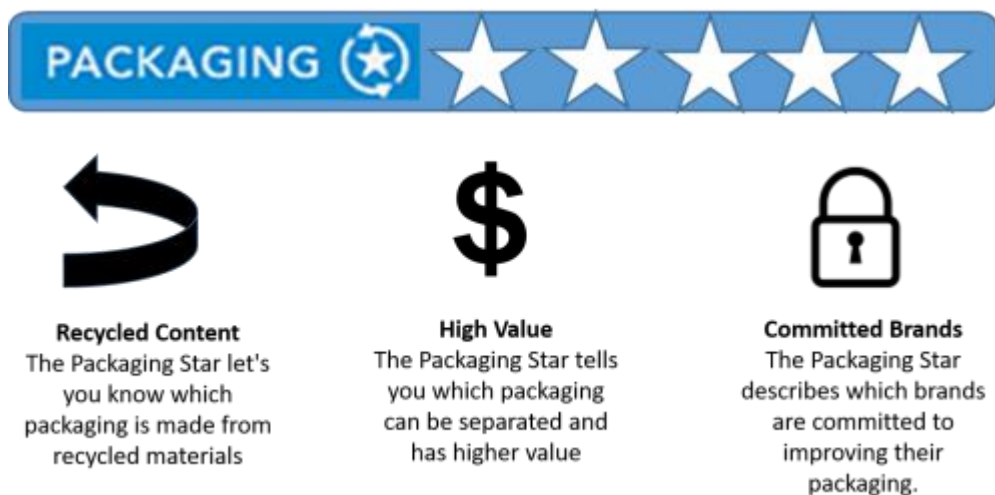 PACKAGING
$
Recycled Content
The Packaging Star let's
you know which
packaging is made from
recycled materials
High Value
The Packaging Star tells
you which packaging
can be separated and
has higher value
Committed Brands
The Packaging Star
describes which brands
are committed to
improving their
packaging.